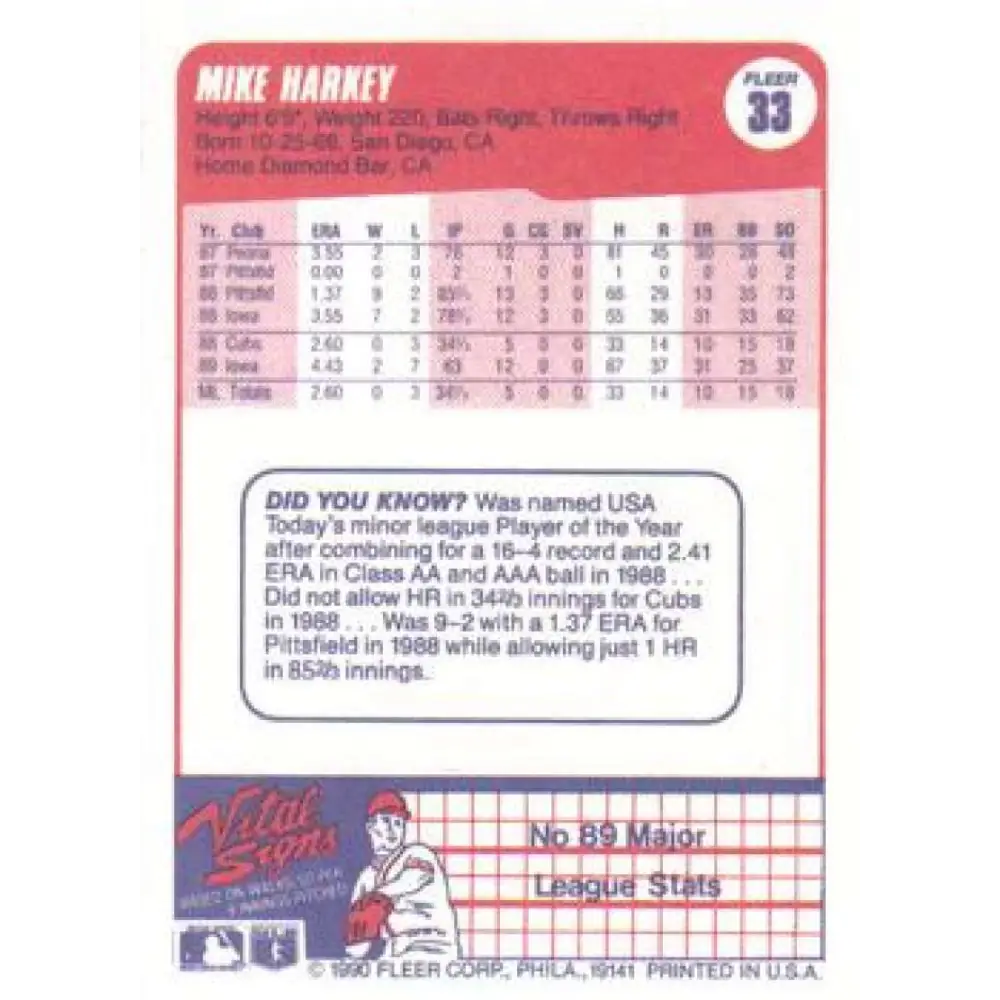 MIKE HARKEY
FLEER
33
Height 6'5", Weight 220, Bats Right, Throws Right
Born 10-25-66, San Diego, CA
Home Diamond Bar, CA
Yr. Club ERA W L IP G CG SV H R ER BB SO
87 Peoria 3.55 2 3 76 12 3 0 81 45 30 28 48
87 Pittsfld 0.00 0 0 2 1 0 0 1 0 0 0 2
88 Pittsfld 1.37 9 2 85⅔ 13 3 0 66 29 13 35 73
88 Iowa 3.55 7 2 78⅔ 12 3 0 55 36 31 33 62
88 Cubs 2.60 0 3 34⅔ 5 0 0 33 14 10 15 18
89 Iowa 4.43 2 7 63 12 0 0 67 37 31 25 37
ML Totals 2.60 0 3 34⅔ 5 0 0 33 14 10 15 18
DID YOU KNOW? Was named USA
Today's minor league Player of the Year
after combining for a 16-4 record and 2.41
ERA in Class AA and AAA ball in 1988 ...
Did not allow HR in 34⅔ innings for Cubs
in 1988 ... Was 9-2 with a 1.37 ERA for
Pittsfield in 1988 while allowing just 1 HR
in 85⅔ innings.
Vital
Signs
BASED ON WALKS, SO PER
9 INNINGS PITCHED
No 89 Major
League Stats
© 1990 FLEER CORP., PHILA., 19141 PRINTED IN U.S.A.